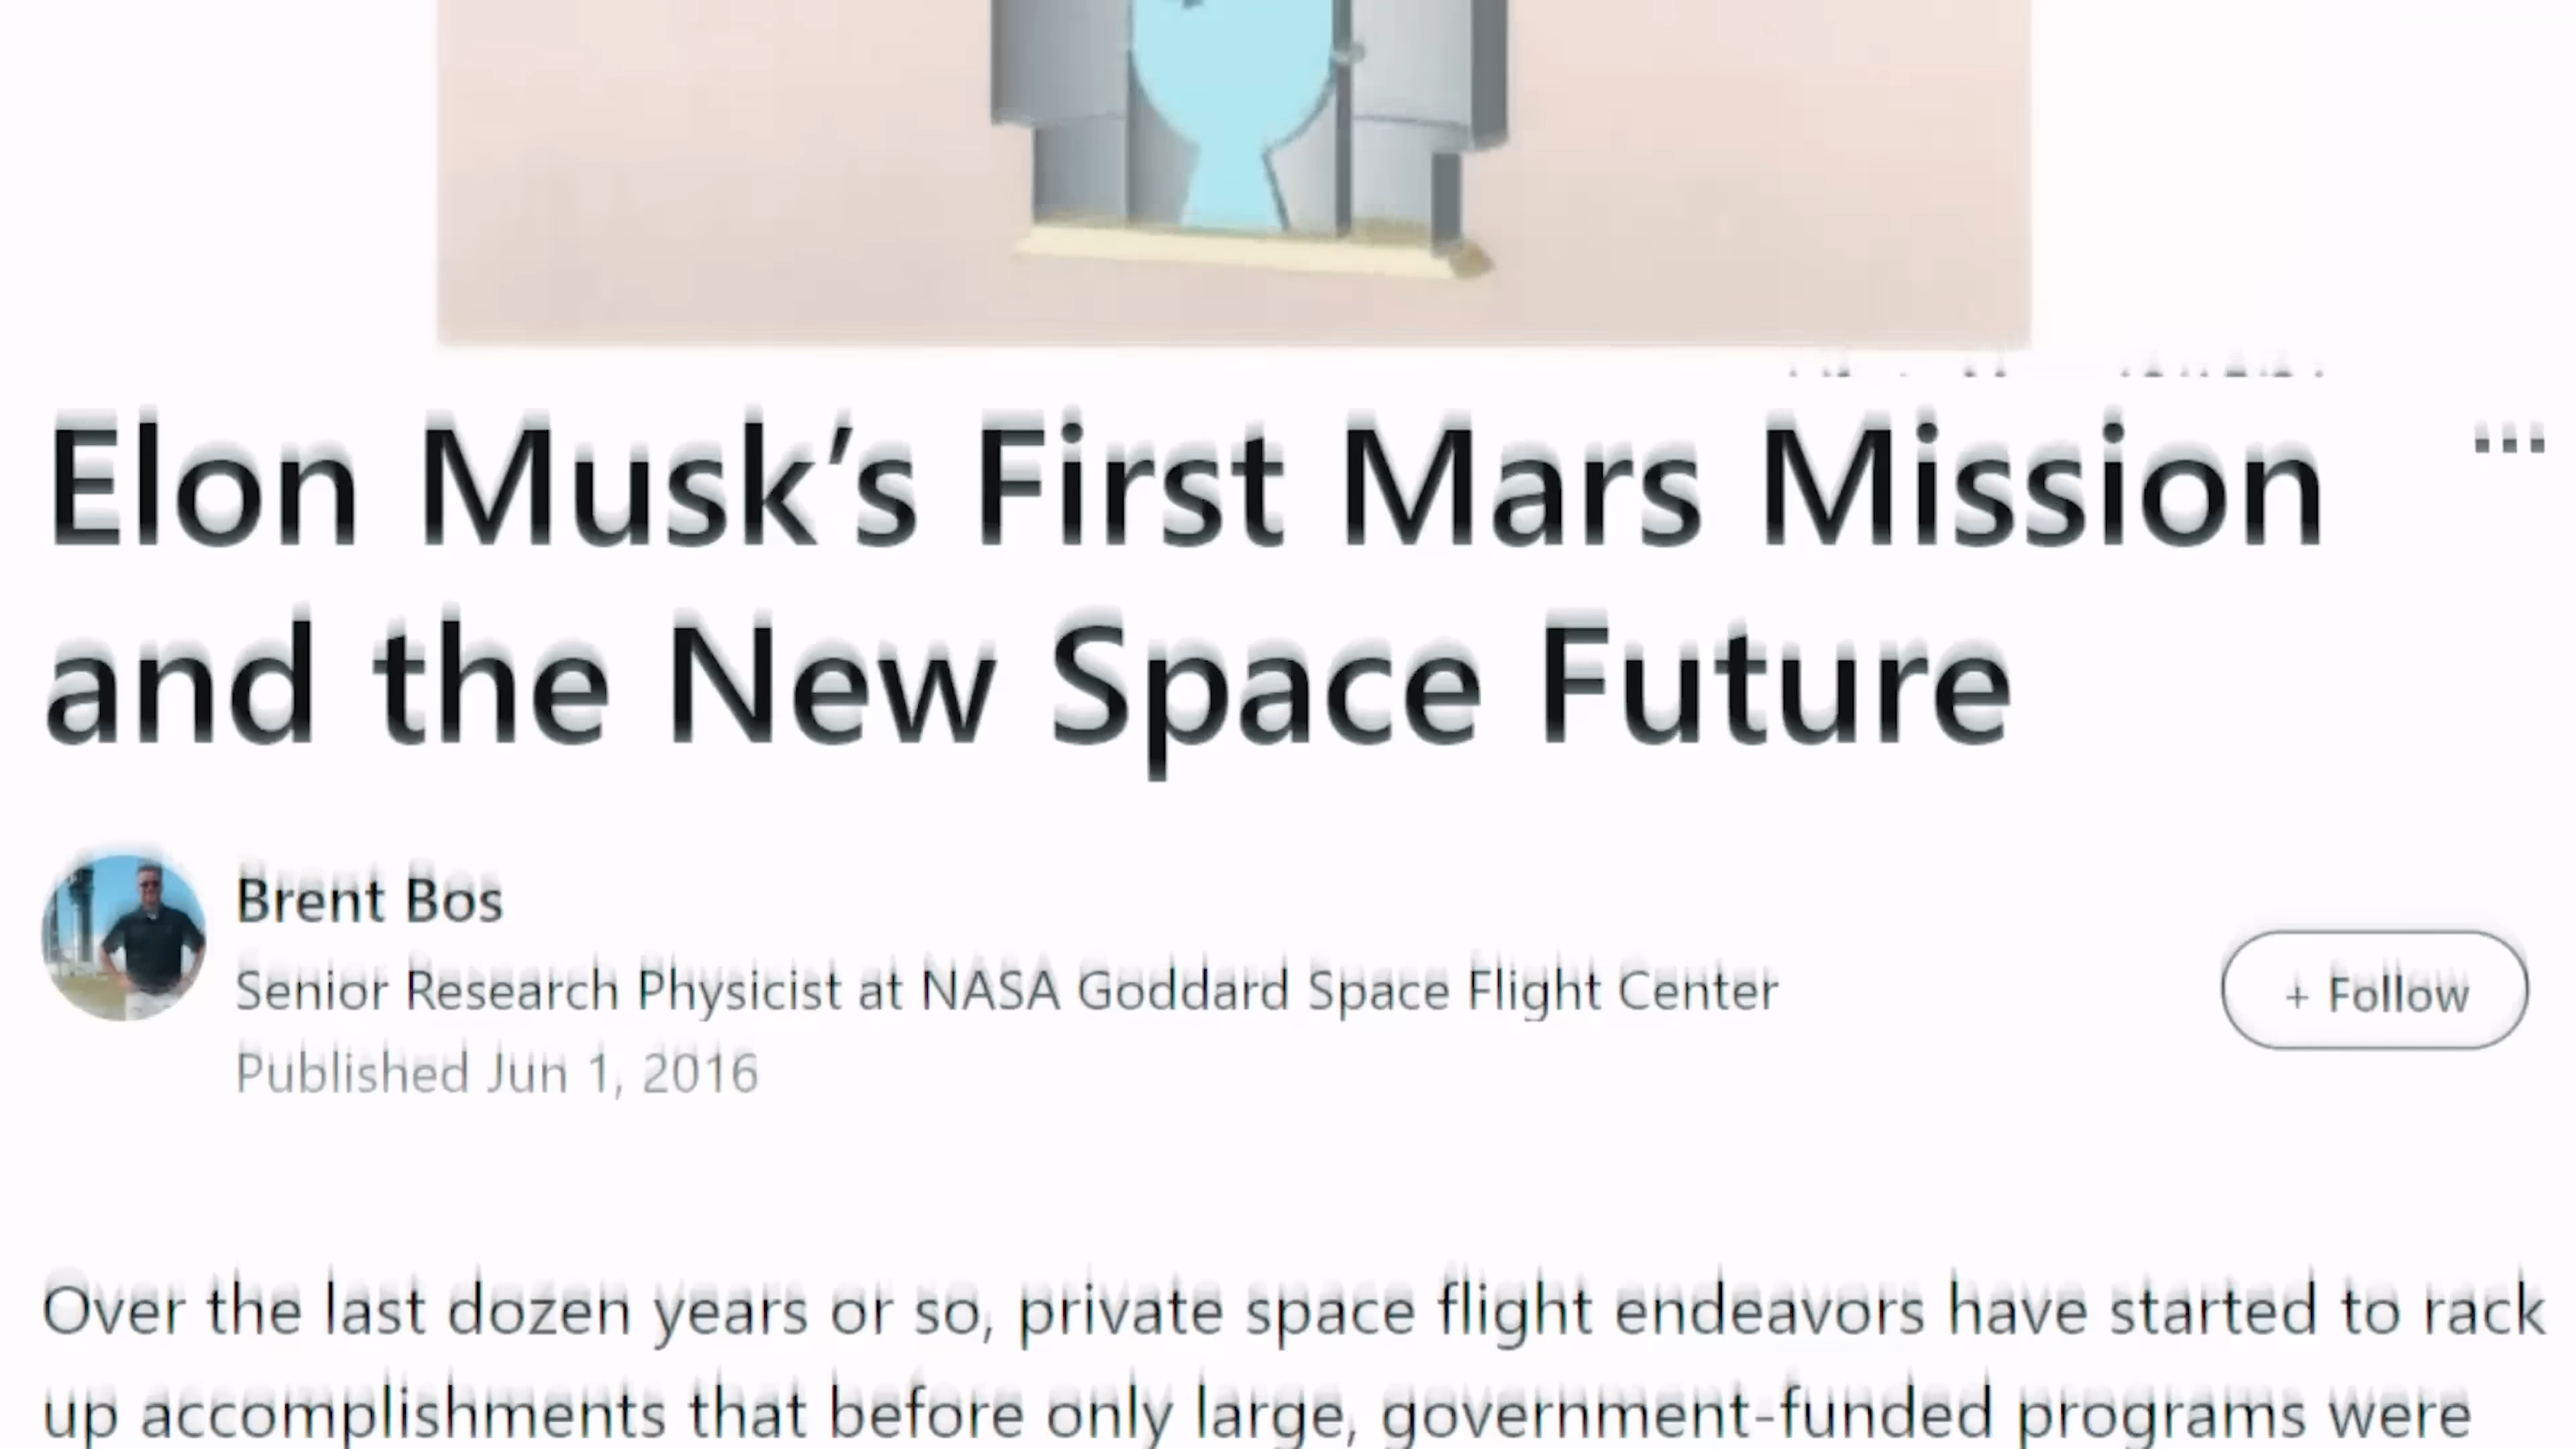 Elon Musk’s First Mars Mission
and the New Space Future
Brent Bos
Senior Research Physicist at NASA Goddard Space Flight Center
+ Follow
Published Jun 1, 2016
Over the last dozen years or so, private space flight endeavors have started to rack
up accomplishments that before only large, government-funded programs were